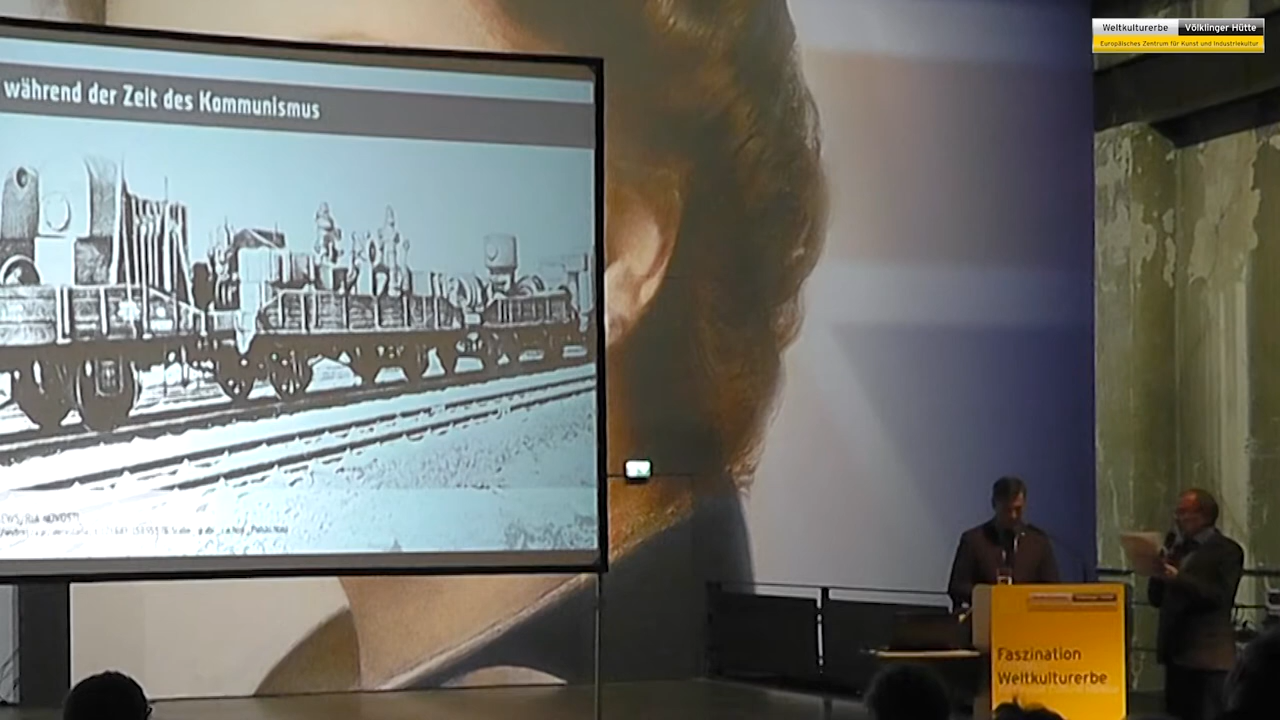 während der Zeit des Kommunismus
Weltkulturerbe Völklinger Hütte
Europäisches Zentrum für Kunst und Industriekultur
Faszination
Weltkulturerbe